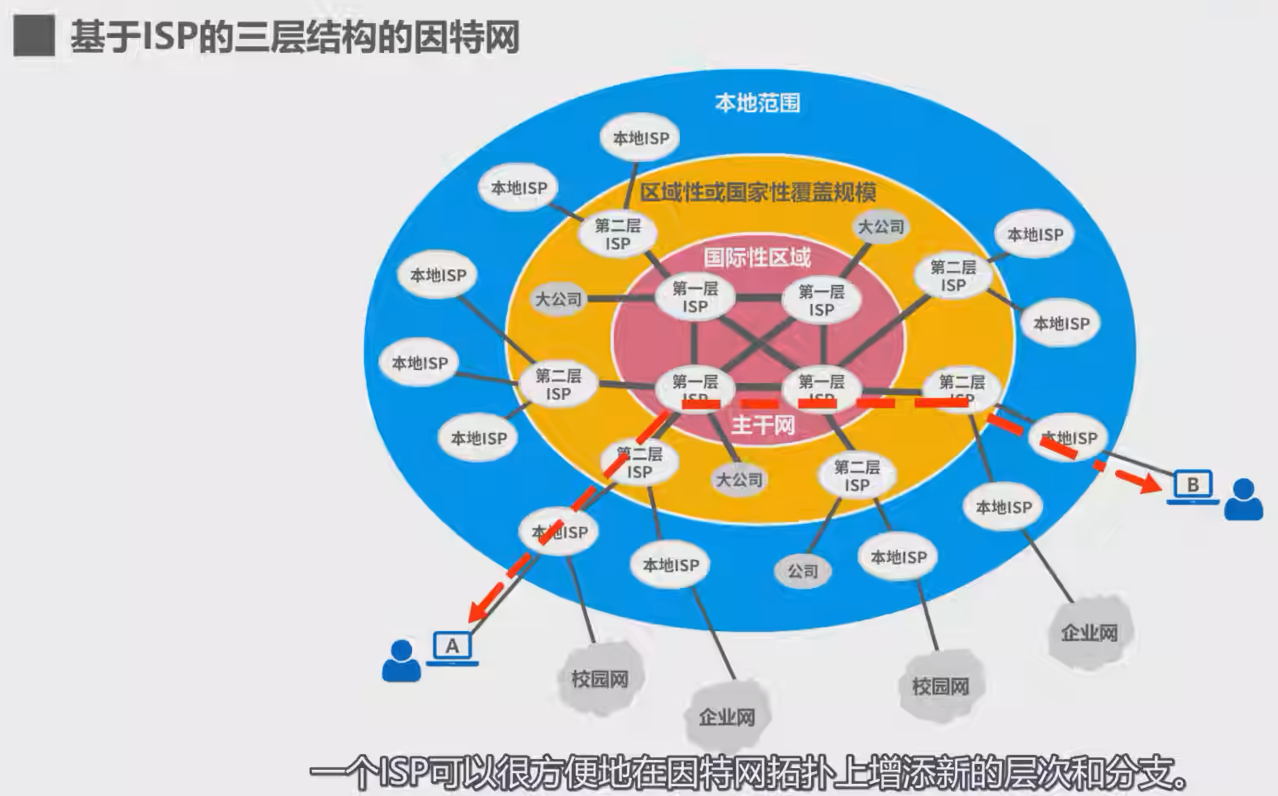 基于ISP的三层结构的因特网
本地范围
本地ISP
本地ISP
区域性或国家性覆盖规模
第二层
ISP
大公司
本地ISP
国际性区域
第二层
ISP
本地ISP
大公司
第一层
ISP
第一层
ISP
本地ISP
本地ISP
第二层
ISP
第一层
ISP
第一层
ISP
第二层
ISP
主干网
本地ISP
本地ISP
第二层
ISP
大公司
第二层
ISP
B
本地ISP
本地ISP
本地ISP
公司
本地ISP
A
企业网
校园网
校园网
企业网
一个ISP可以很方便地在因特网拓扑上增添新的层次和分支。